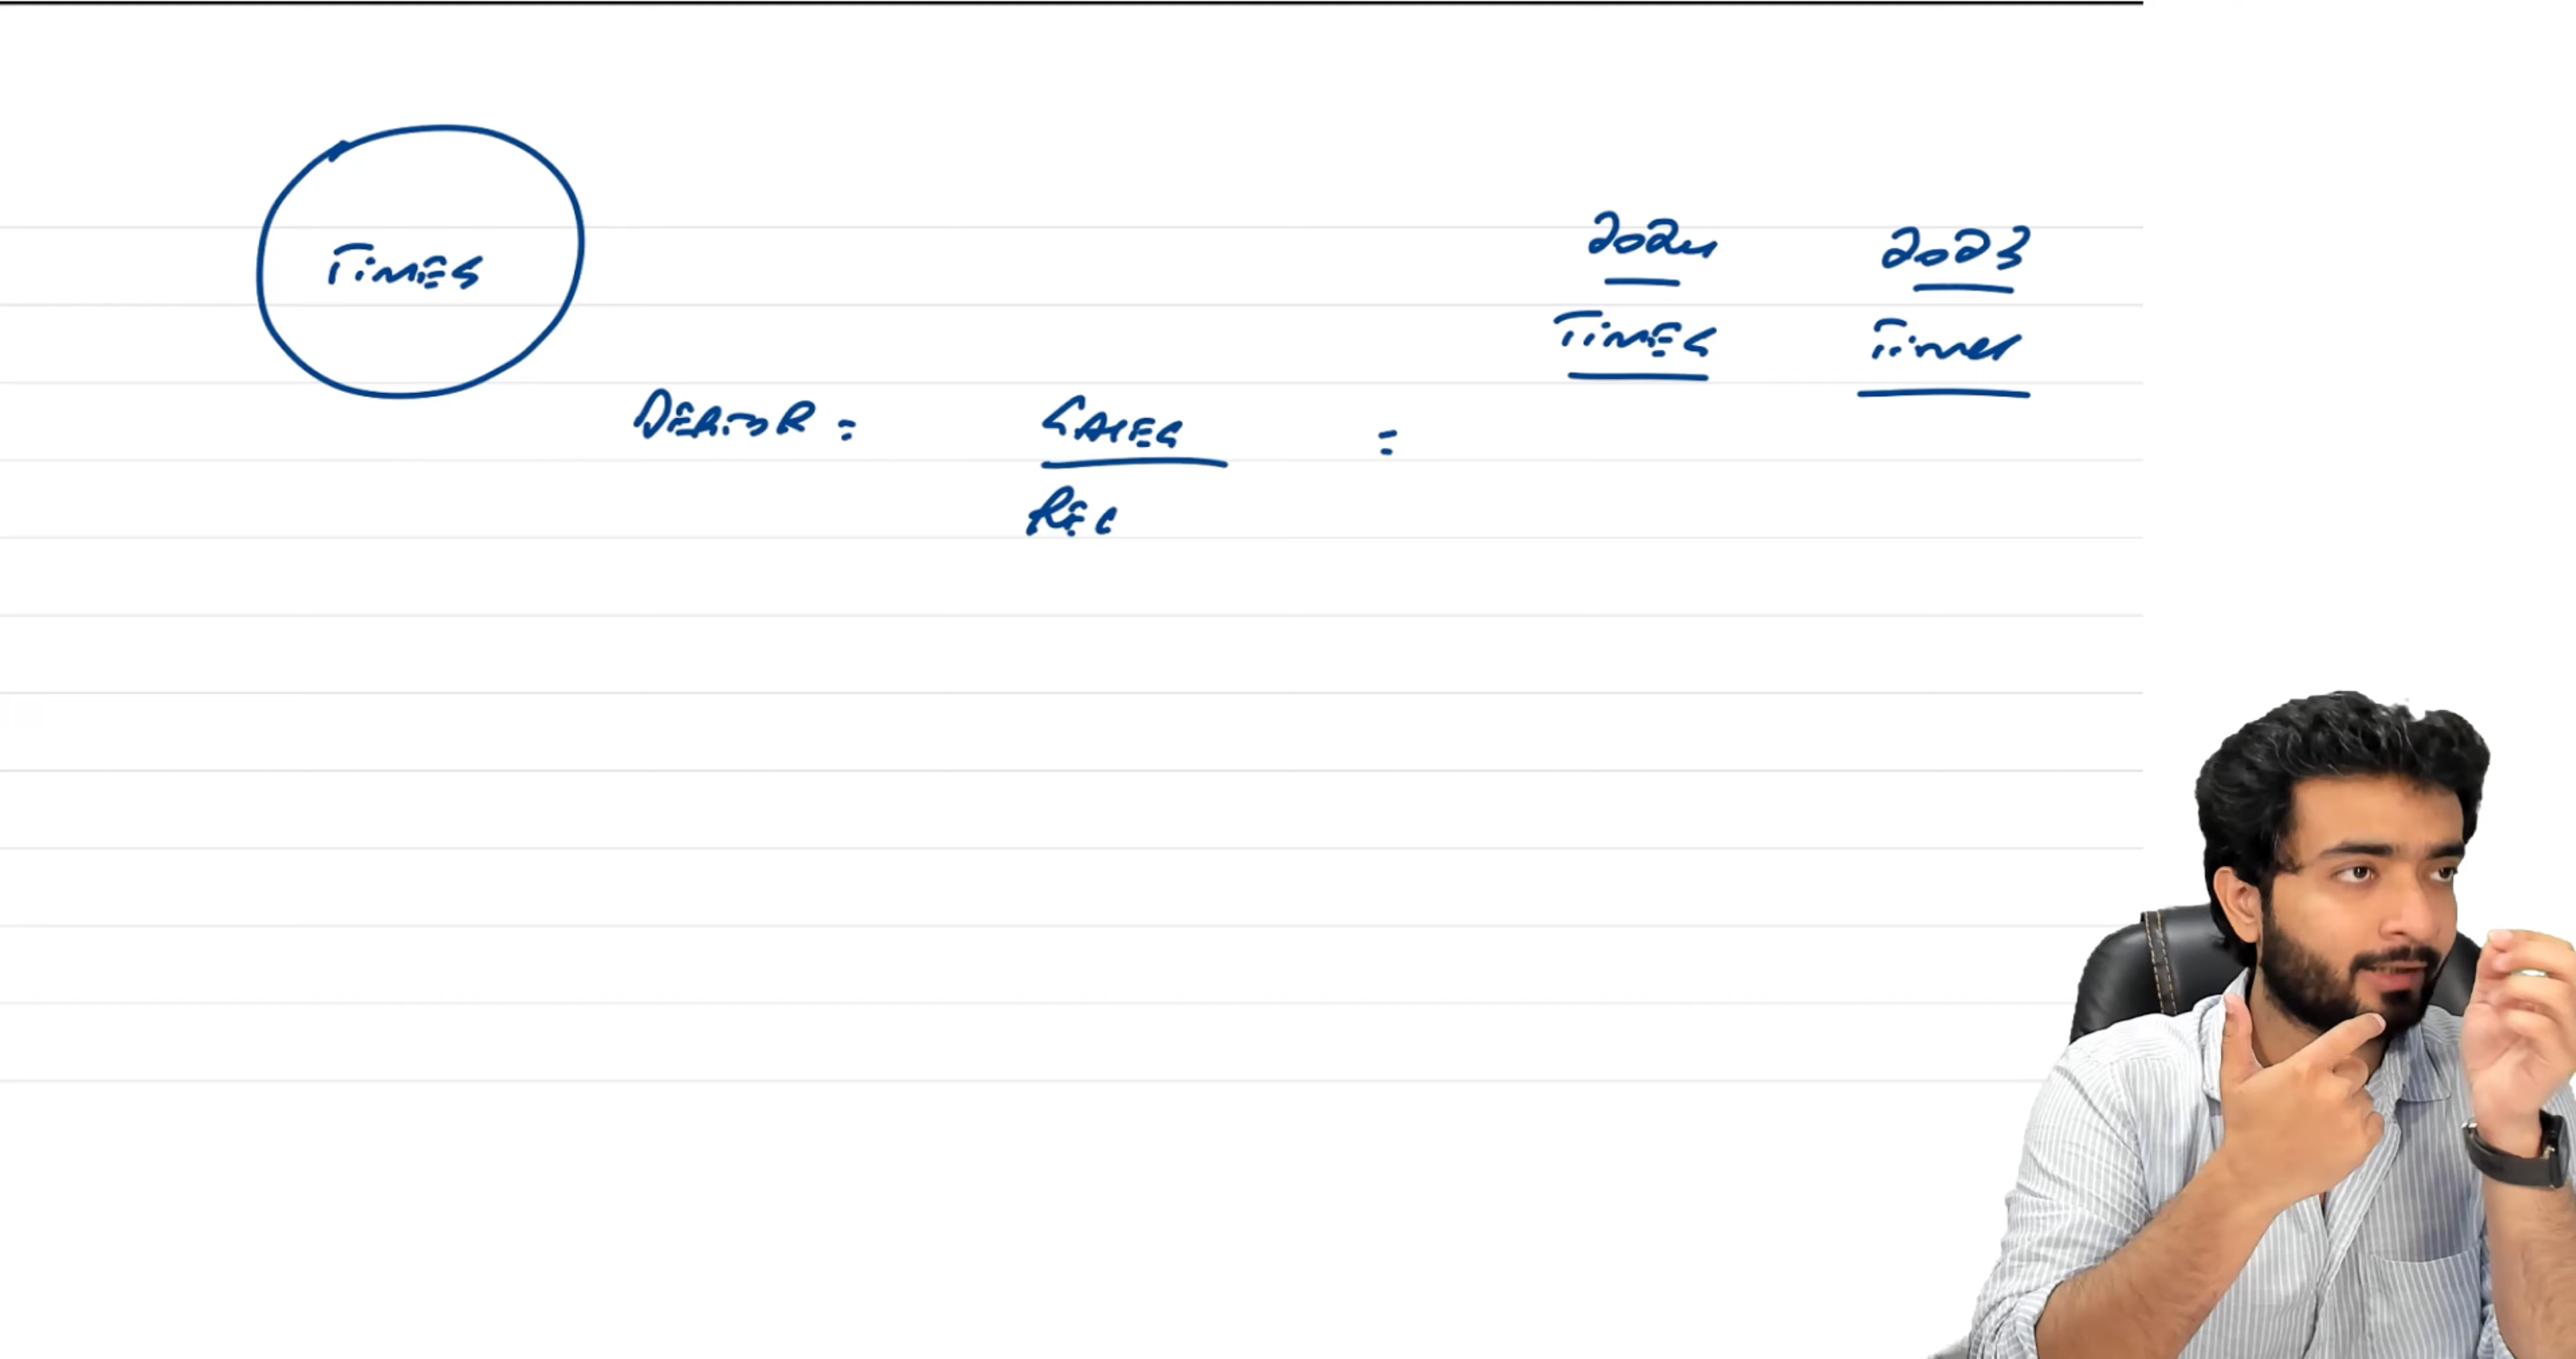 TIMES
2024 2023
TIMES Times
DEBTOR = SALES =
REC